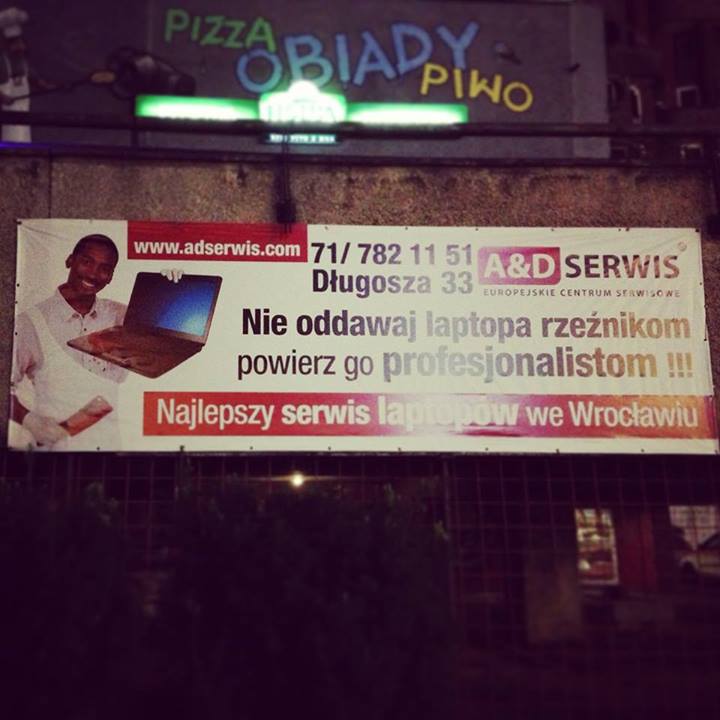 PIZZA
OBIADY
PIWO
www.adserwis.com
71/ 782 11 51
Długosza 33
A&D SERWIS
EUROPEJSKIE CENTRUM SERWISOWE
Nie oddawaj laptopa rzeźnikom
powierz go profesjonalistom !!!
Najlepszy serwis laptopów we Wrocławiu